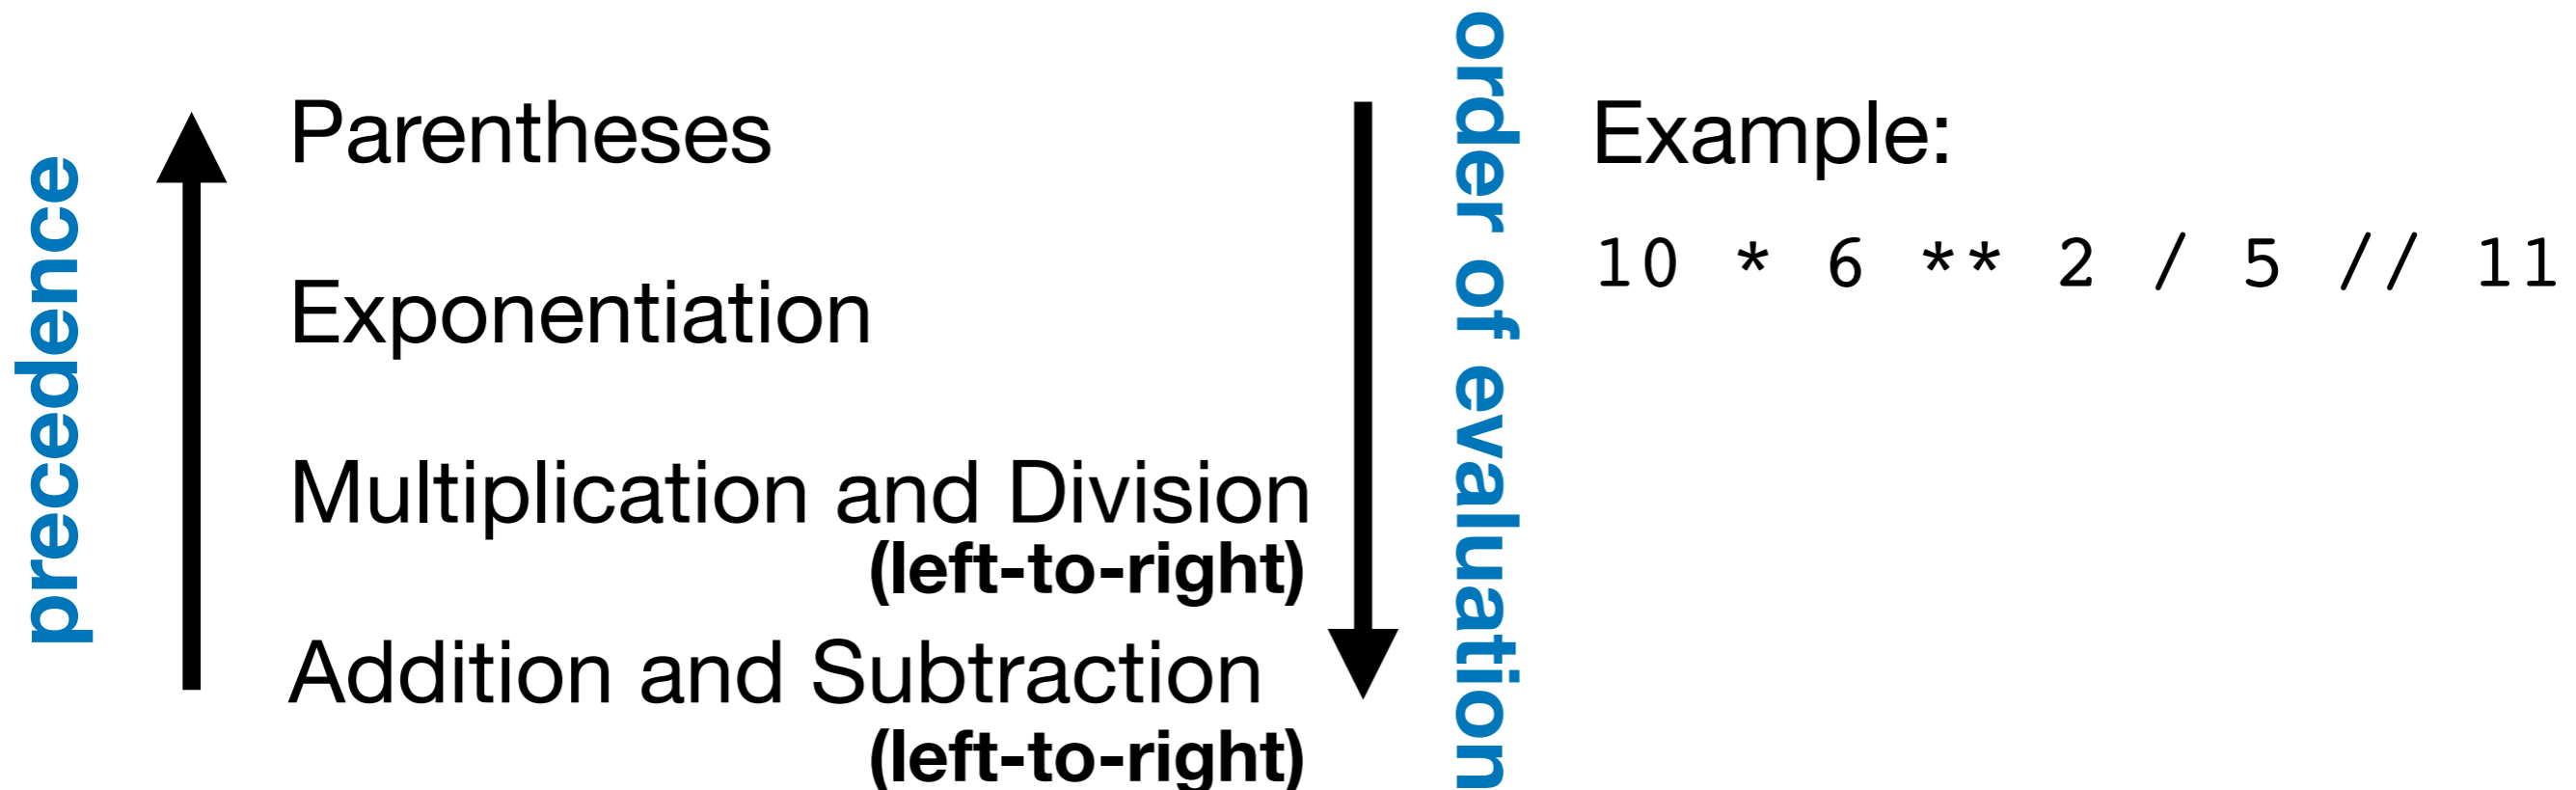 precedence
Parentheses
Exponentiation
Multiplication and Division
(left-to-right)
Addition and Subtraction
(left-to-right)
order of evaluation
Example:
10 * 6 ** 2 / 5 // 11